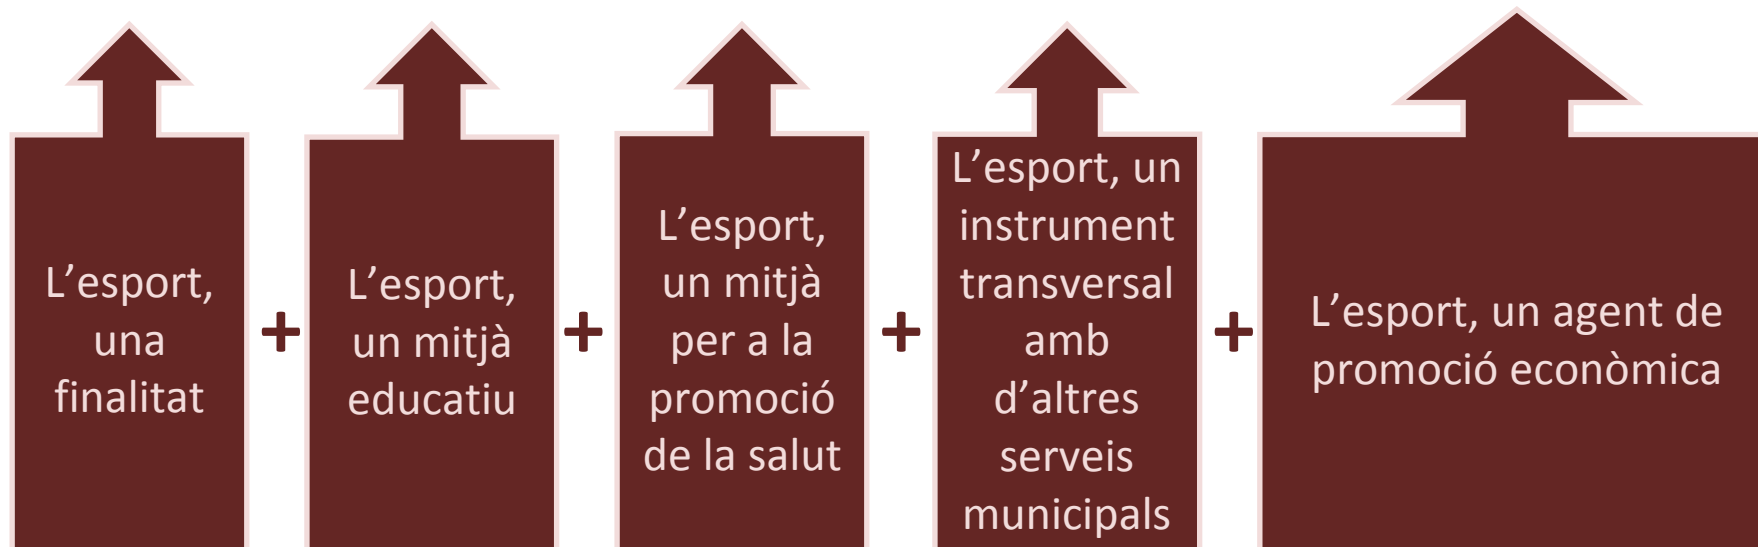 L’esport,
una
finalitat
+
L’esport,
un mitjà
educatiu
+
L’esport,
un mitjà
per a la
promoció
de la salut
+
L’esport, un
instrument
transversal
amb
d’altres
serveis
municipals
+
L’esport, un agent de
promoció econòmica